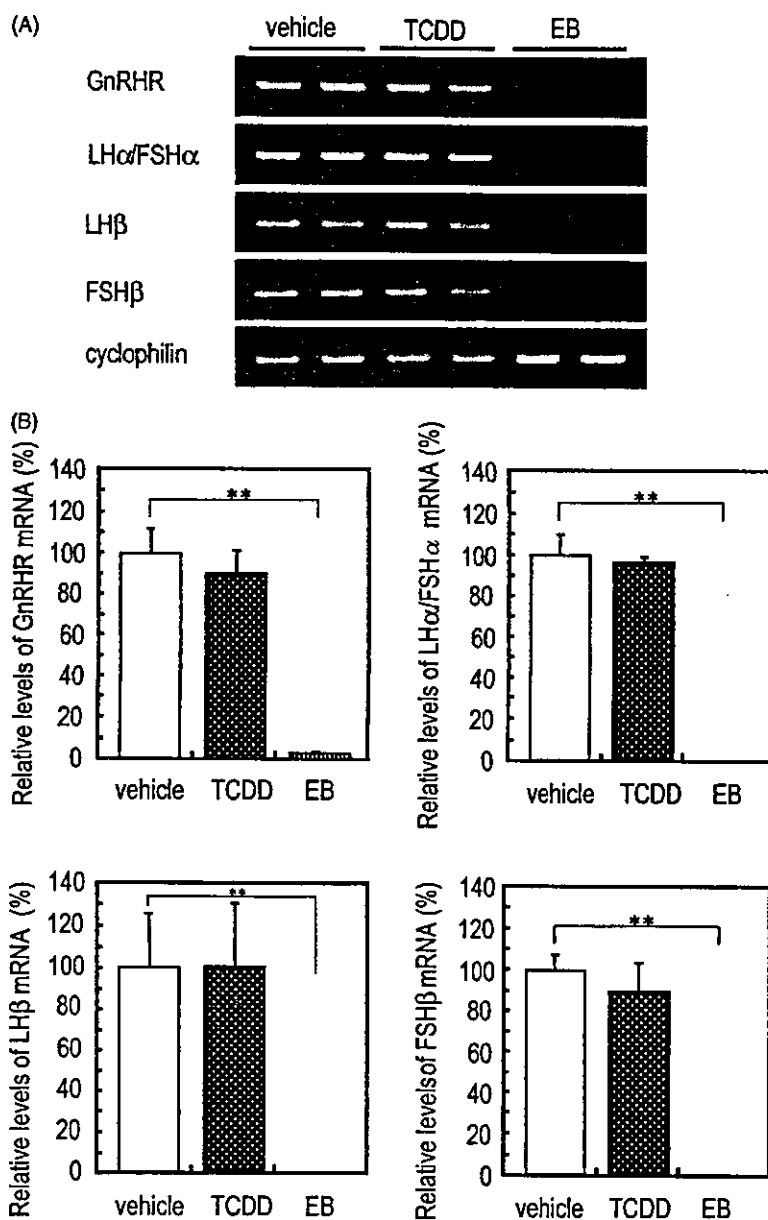 (A)
vehicle TCDD EB
GnRHR
LHα/FSHα
LHβ
FSHβ
cyclophilin
(B)
Relative levels of GnRHR mRNA (%)
140
120
100
80
60
40
20
0
**
vehicle TCDD EB
Relative levels of LHα/FSHα mRNA (%)
140
120
100
80
60
40
20
0
**
vehicle TCDD EB
Relative levels of LHβ mRNA (%)
140
120
100
80
60
40
20
0
**
vehicle TCDD EB
Relative levels of FSHβ mRNA (%)
140
120
100
80
60
40
20
0
**
vehicle TCDD EB